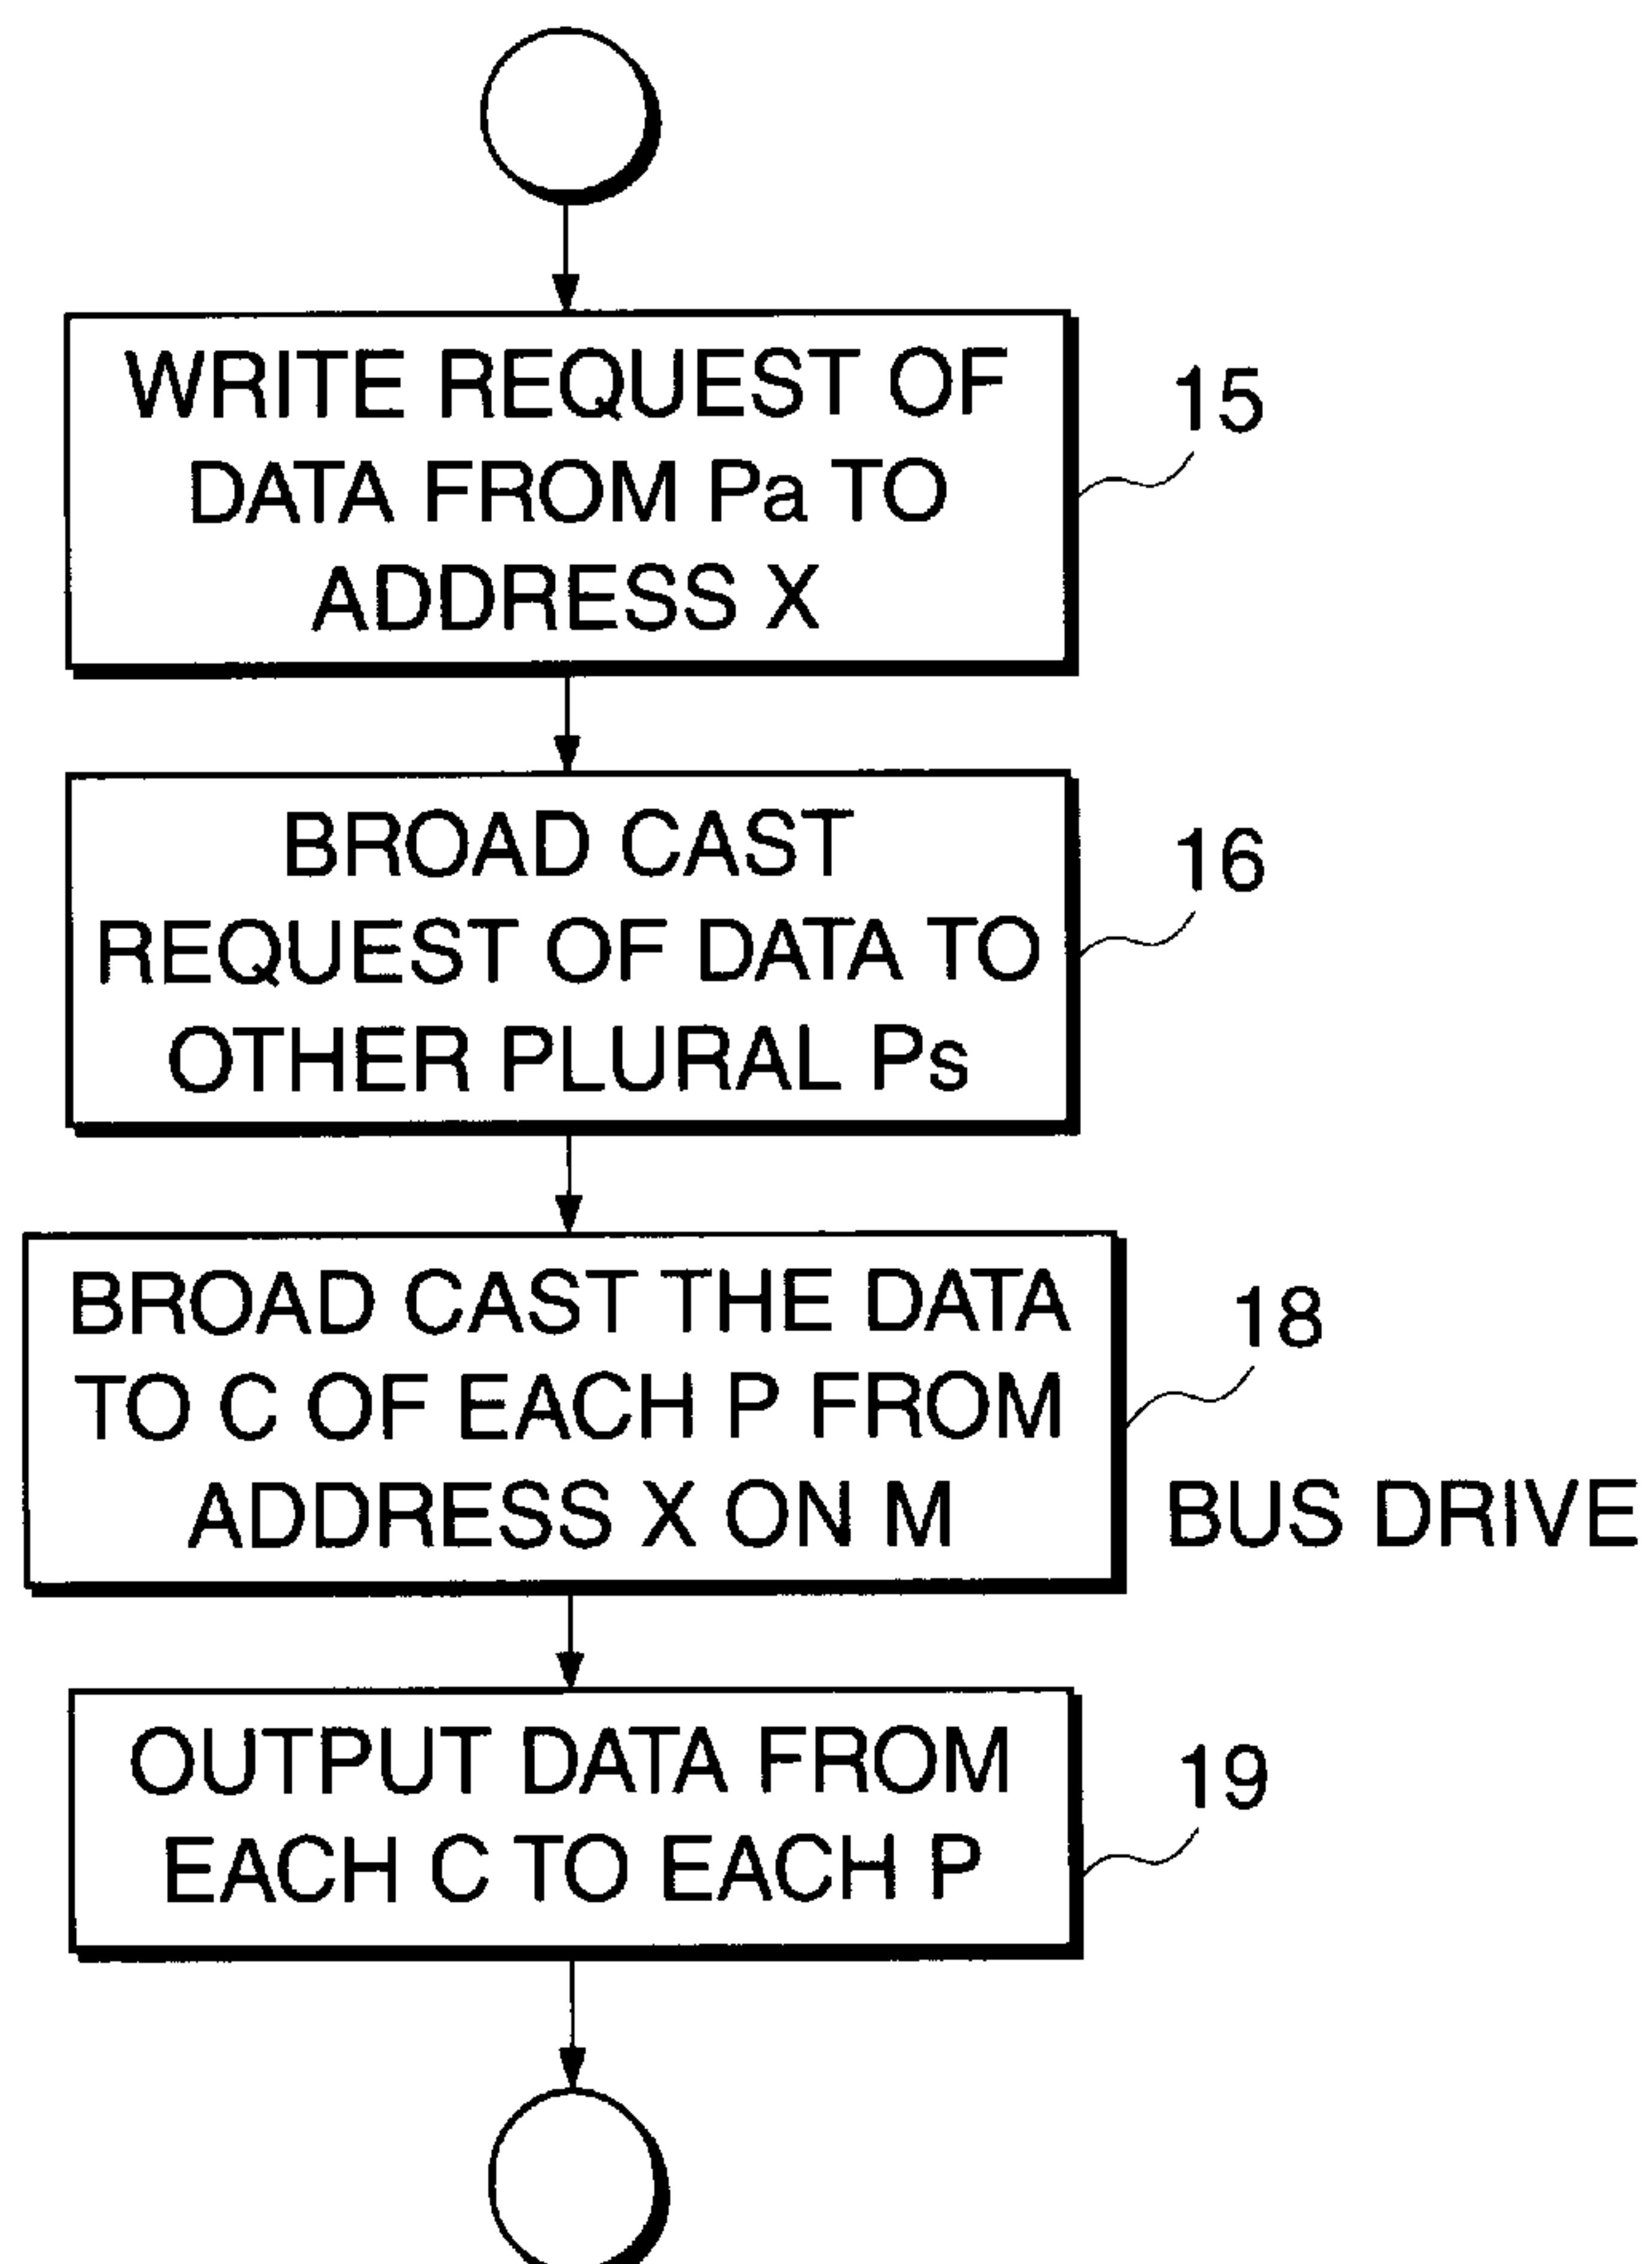 WRITE REQUEST OF
DATA FROM Pa TO
ADDRESS X
15
BROAD CAST
REQUEST OF DATA TO
OTHER PLURAL Ps
16
BROAD CAST THE DATA
TO C OF EACH P FROM
ADDRESS X ON M
18
BUS DRIVE
OUTPUT DATA FROM
EACH C TO EACH P
19